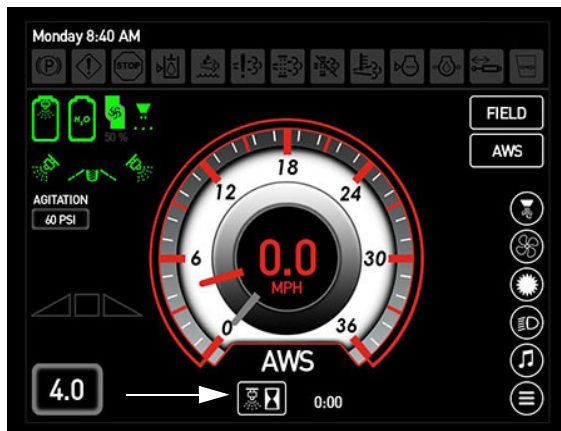 Monday 8:40 AM
(P)
STOP
H₂O
50 %
FIELD
AWS
AGITATION
60 PSI
0
6
12
18
24
30
36
0.0
MPH
AWS
4.0
0:00